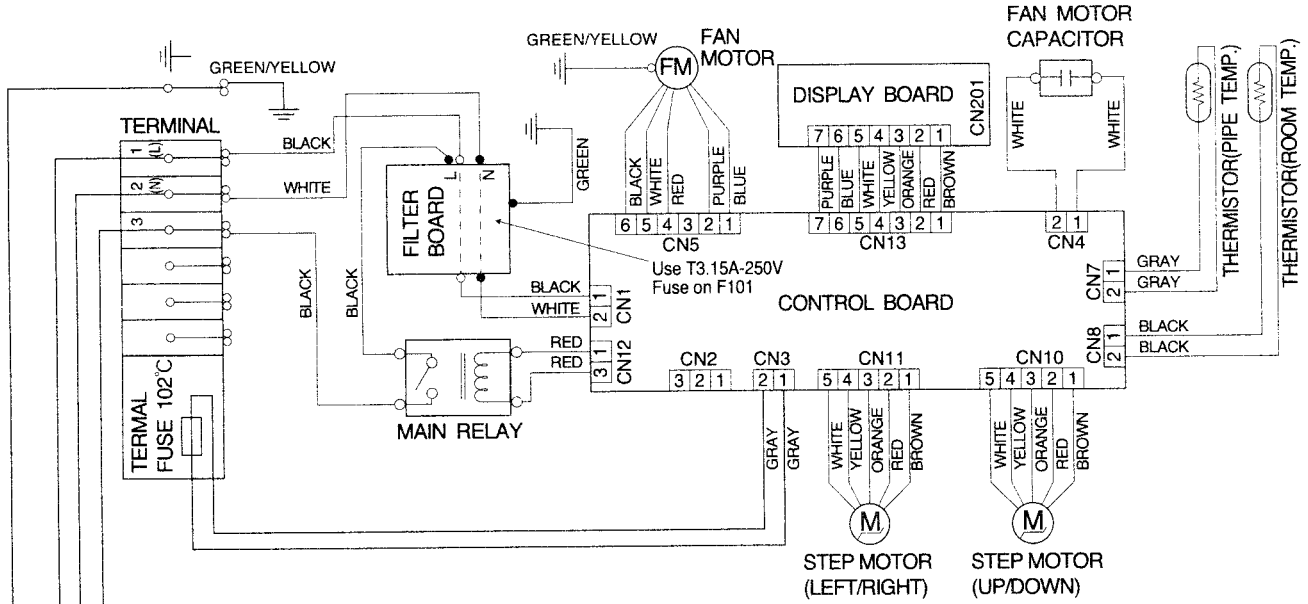 FAN MOTOR
CAPACITOR
GREEN/YELLOW
FAN
MOTOR
FM
GREEN/YELLOW
DISPLAY BOARD
CN201
7 6 5 4 3 2 1
WHITE
WHITE
THERMISTOR(PIPE TEMP.)
THERMISTOR(ROOM TEMP.)
TERMINAL
1 (L)
2 (N)
3
BLACK
WHITE
L
N
GREEN
FILTER
BOARD
BLACK
WHITE
RED
PURPLE
BLUE
PURPLE
BLUE
WHITE
YELLOW
ORANGE
RED
BROWN
6 5 4 3 2 1
CN5
7 6 5 4 3 2 1
CN13
2 1
CN4
Use T3.15A-250V
Fuse on F101
CONTROL BOARD
GRAY
GRAY
1
2
CN7
BLACK
BLACK
1
2
CN8
BLACK
BLACK
BLACK
WHITE
1
2
CN1
RED
RED
1
3
CN12
MAIN RELAY
CN2
3 2 1
CN3
2 1
CN11
5 4 3 2 1
CN10
5 4 3 2 1
TERMAL
FUSE 102°C
GRAY
GRAY
WHITE
YELLOW
ORANGE
RED
BROWN
WHITE
YELLOW
ORANGE
RED
BROWN
M
M
STEP MOTOR
(LEFT/RIGHT)
STEP MOTOR
(UP/DOWN)